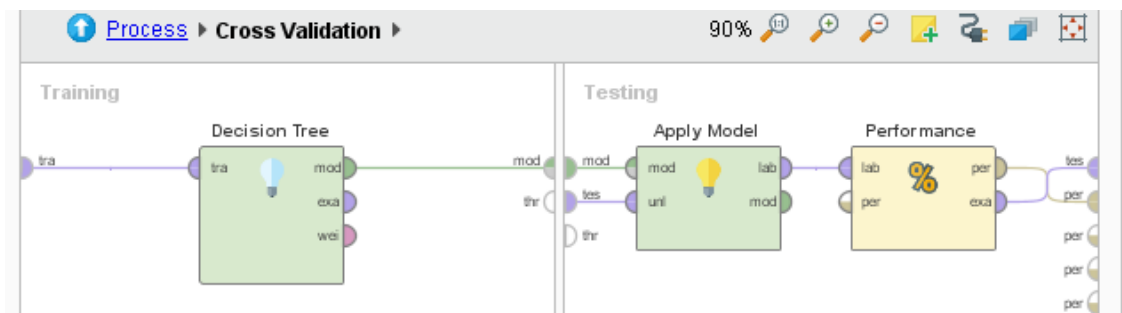 Process ▸ Cross Validation ▸ 90%
Training
Testing
Decision Tree
Apply Model
Performance
tra
tra
mod
exa
wei
mod
thr
mod
tes
thr
mod
unl
lab
mod
lab
per
%
per
exa
tes
per
per
per
per